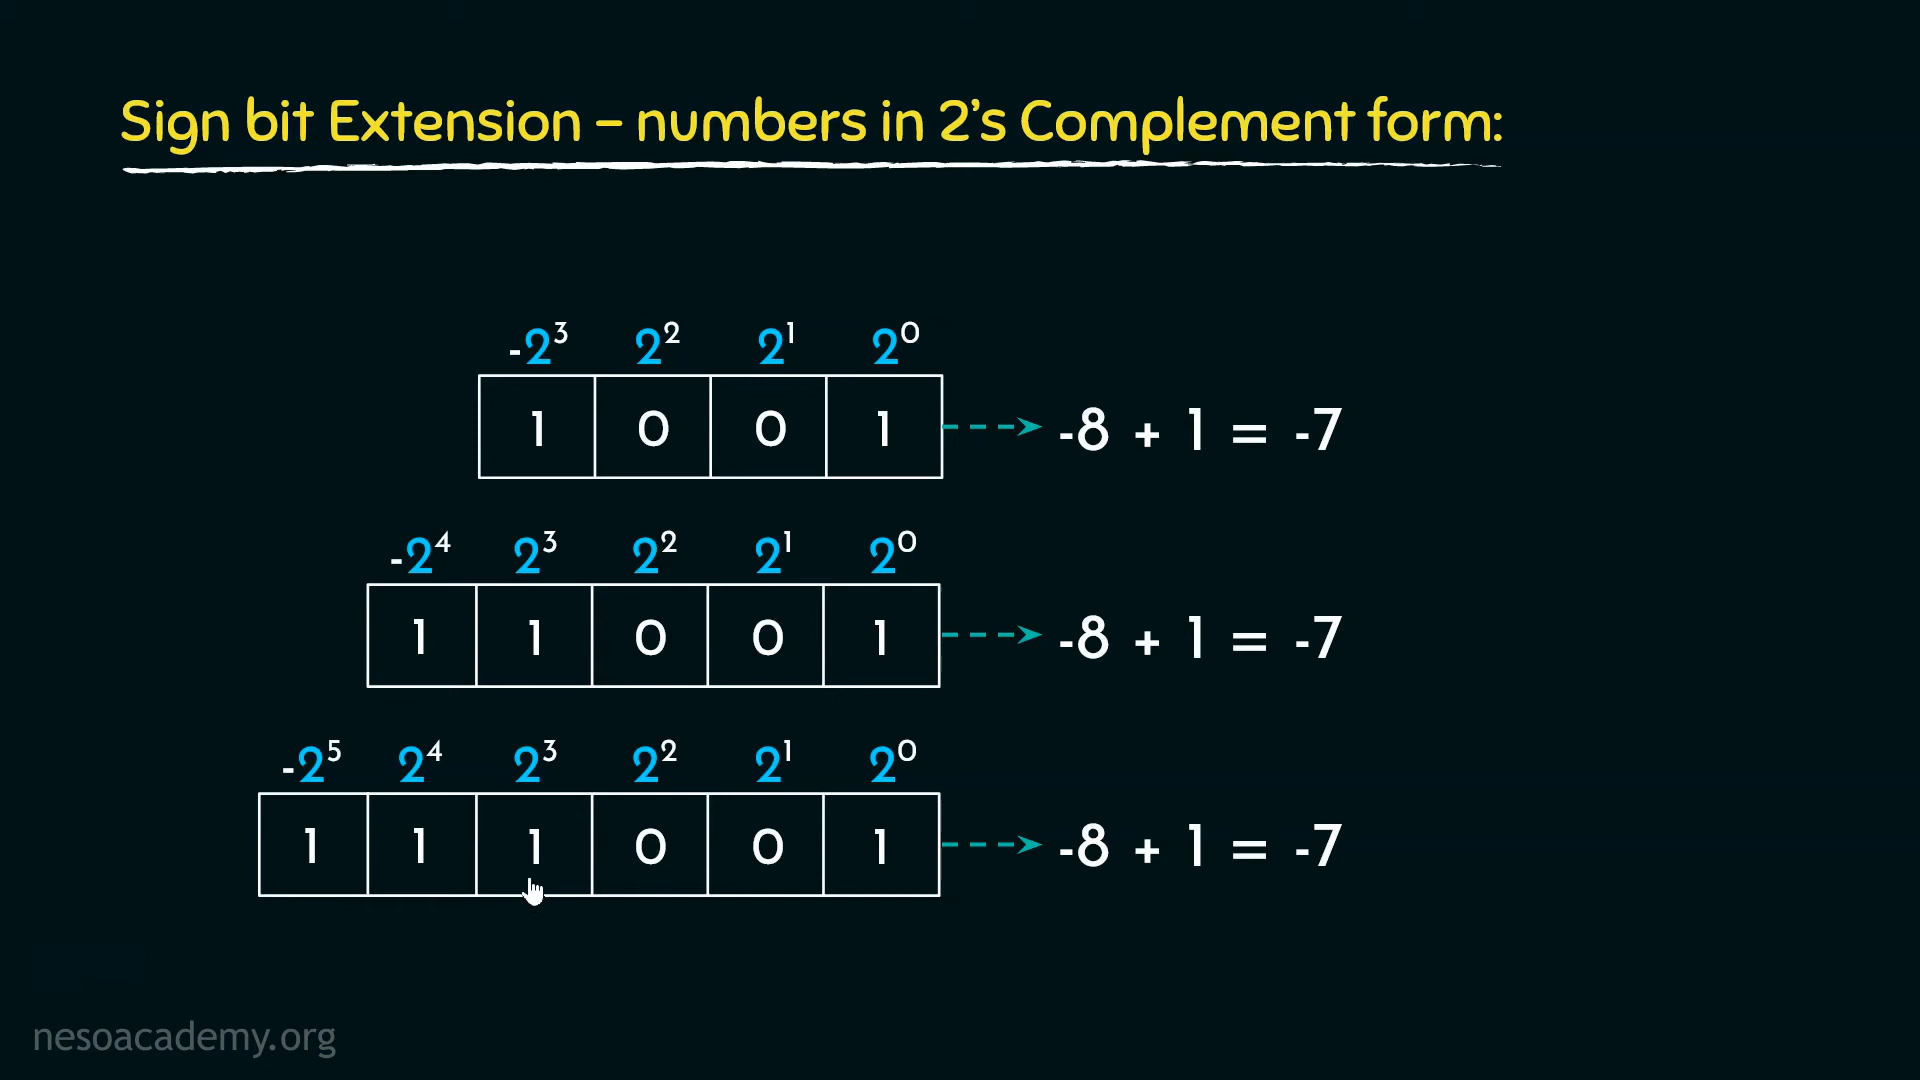 Sign bit Extension – numbers in 2’s Complement form:
-2³ 2² 2¹ 2⁰
1 0 0 1 -8 + 1 = -7
-2⁴ 2³ 2² 2¹ 2⁰
1 1 0 0 1 -8 + 1 = -7
-2⁵ 2⁴ 2³ 2² 2¹ 2⁰
1 1 1 0 0 1 -8 + 1 = -7
nesoacademy.org